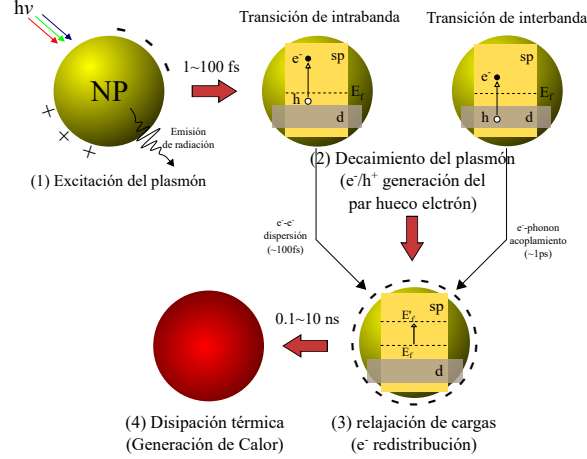 hν
NP
Emisión
de radiación
(1) Excitación del plasmón
1~100 fs
Transición de intrabanda
e-
sp
Ef
h
d
Transición de interbanda
e-
sp
Ef
h
d
(2) Decaimiento del plasmón
(e-/h+ generación del
par hueco elctrón)
e--e-
dispersión
(~100fs)
e--phonon
acoplamiento
(~1ps)
sp
E'f
Ef
d
(3) relajación de cargas
(e- redistribución)
0.1~10 ns
(4) Disipación térmica
(Generación de Calor)